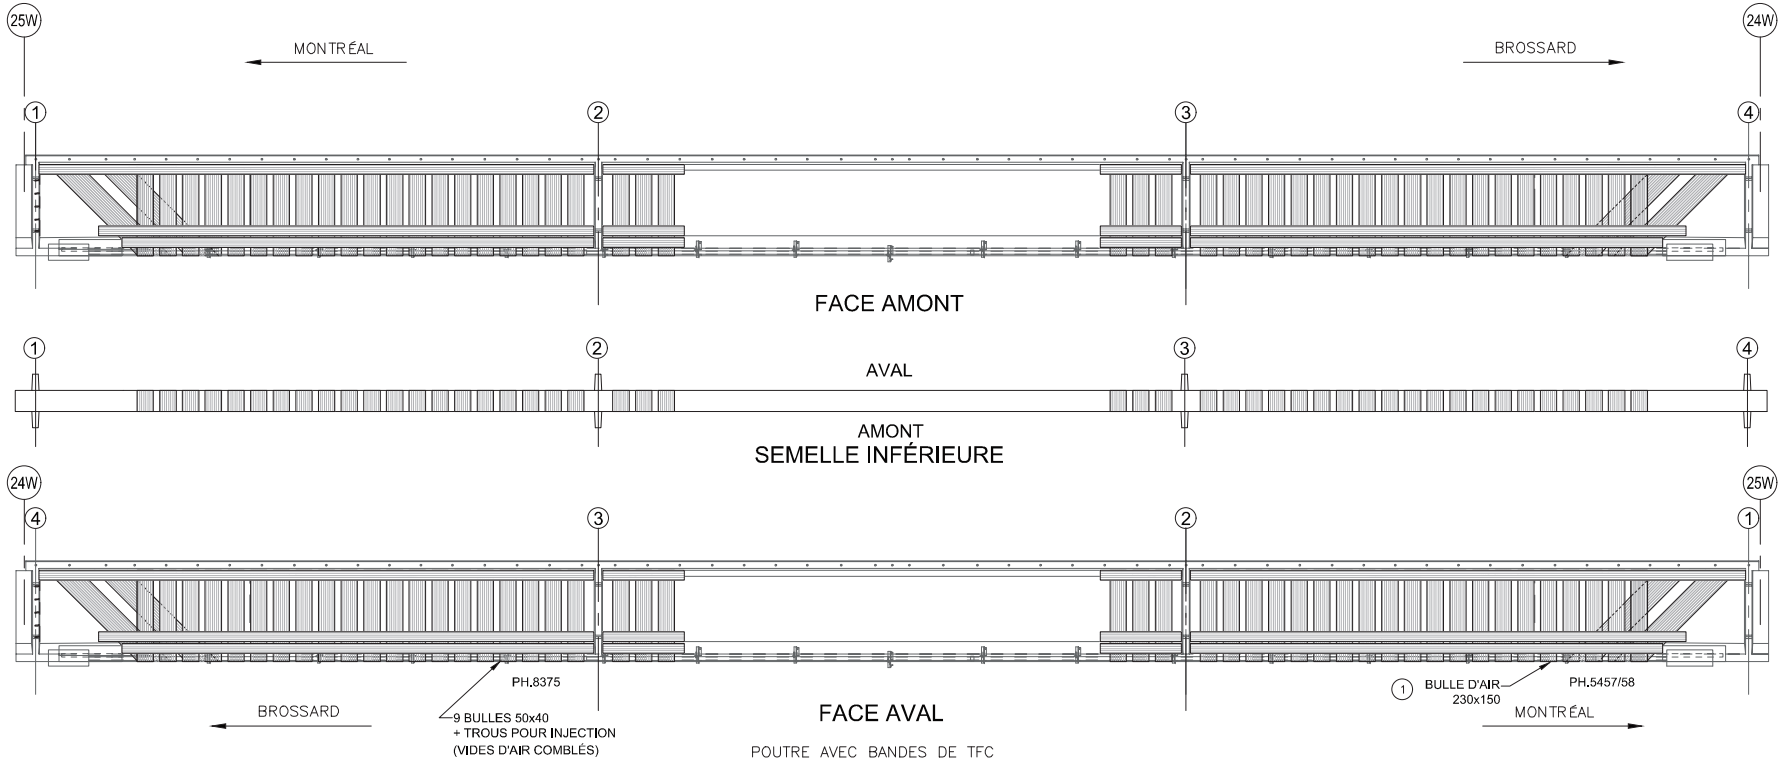 25W
24W
MONTRÉAL
BROSSARD
1
2
3
4
FACE AMONT
1
2
3
4
AVAL
AMONT
SEMELLE INFÉRIEURE
24W
25W
4
3
2
1
PH.8375
9 BULLES 50x40
+ TROUS POUR INJECTION
(VIDES D'AIR COMBLÉS)
BROSSARD
FACE AVAL
POUTRE AVEC BANDES DE TFC
1
BULLE D'AIR
230x150
PH.5457/58
MONTRÉAL